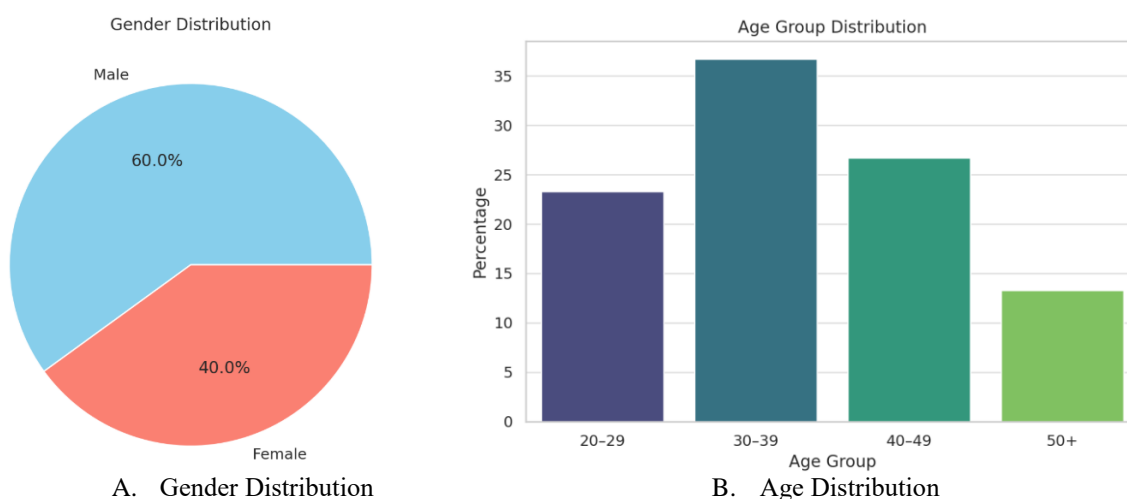 Gender Distribution
Male
60.0%
40.0%
Female
A. Gender Distribution
Age Group Distribution
Percentage
35
30
25
20
15
10
5
0
20–29 30–39 40–49 50+
Age Group
B. Age Distribution